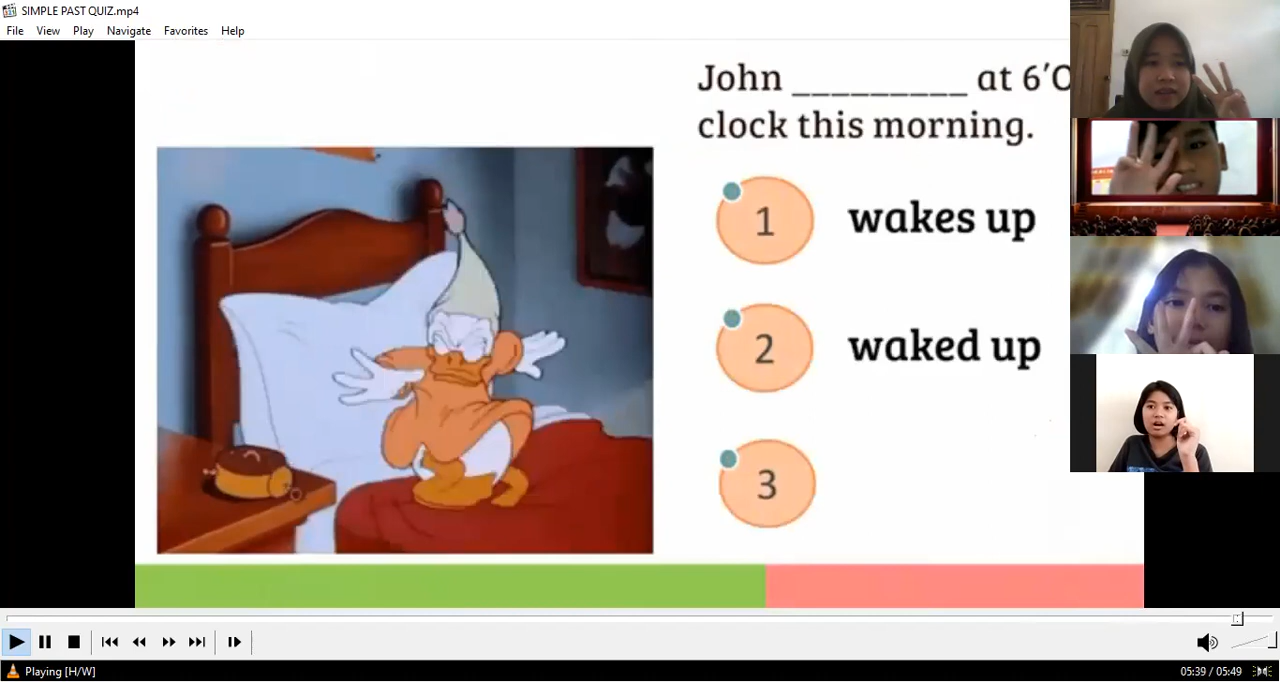 SIMPLE PAST QUIZ.mp4
File View Play Navigate Favorites Help
John _________ at 6'O
clock this morning.
1 wakes up
2 waked up
3
Playing [H/W] 05:39 / 05:49